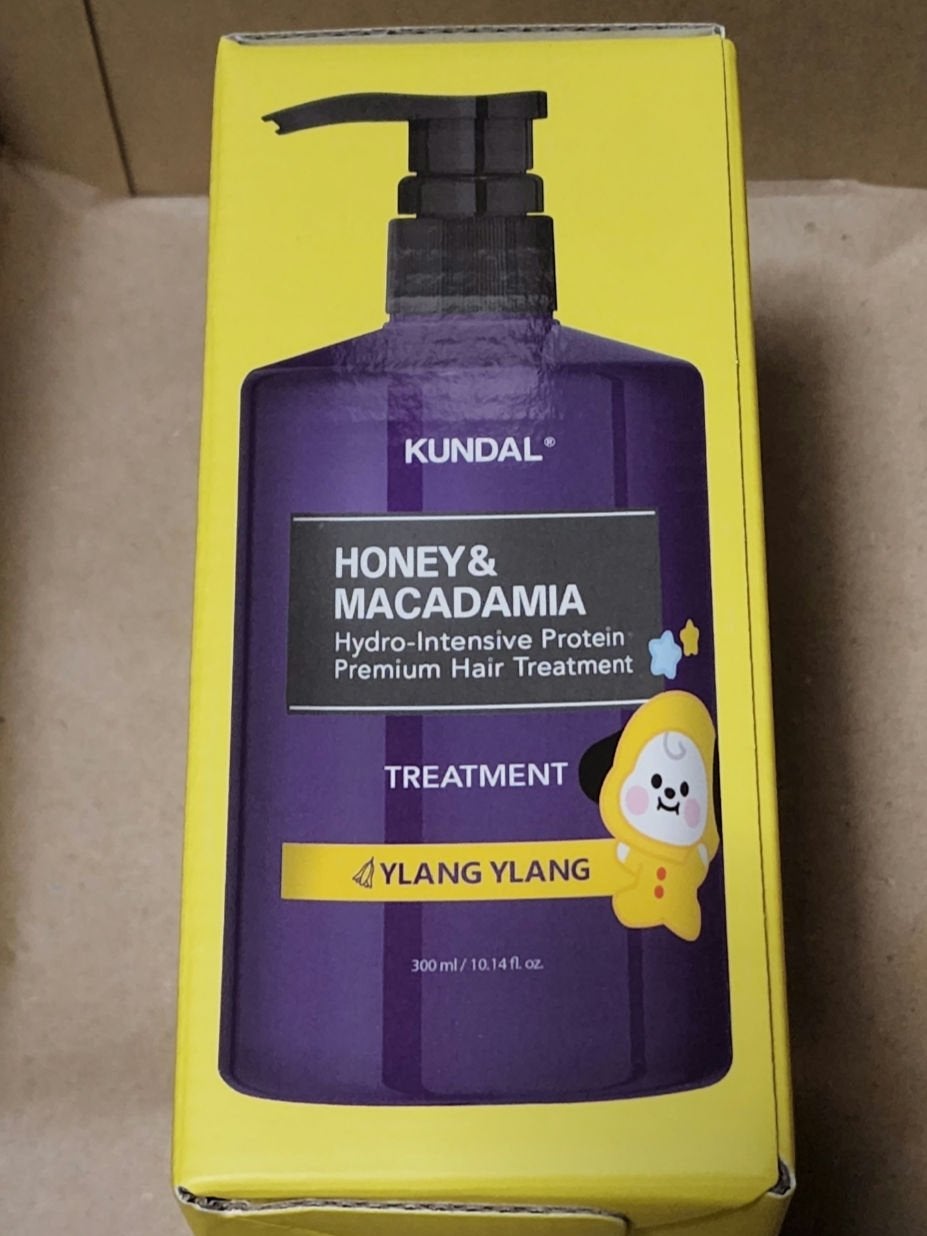 KUNDAL®
HONEY&
MACADAMIA
Hydro-Intensive Protein
Premium Hair Treatment
TREATMENT
YLANG YLANG
300 ml / 10.14 fl. oz.